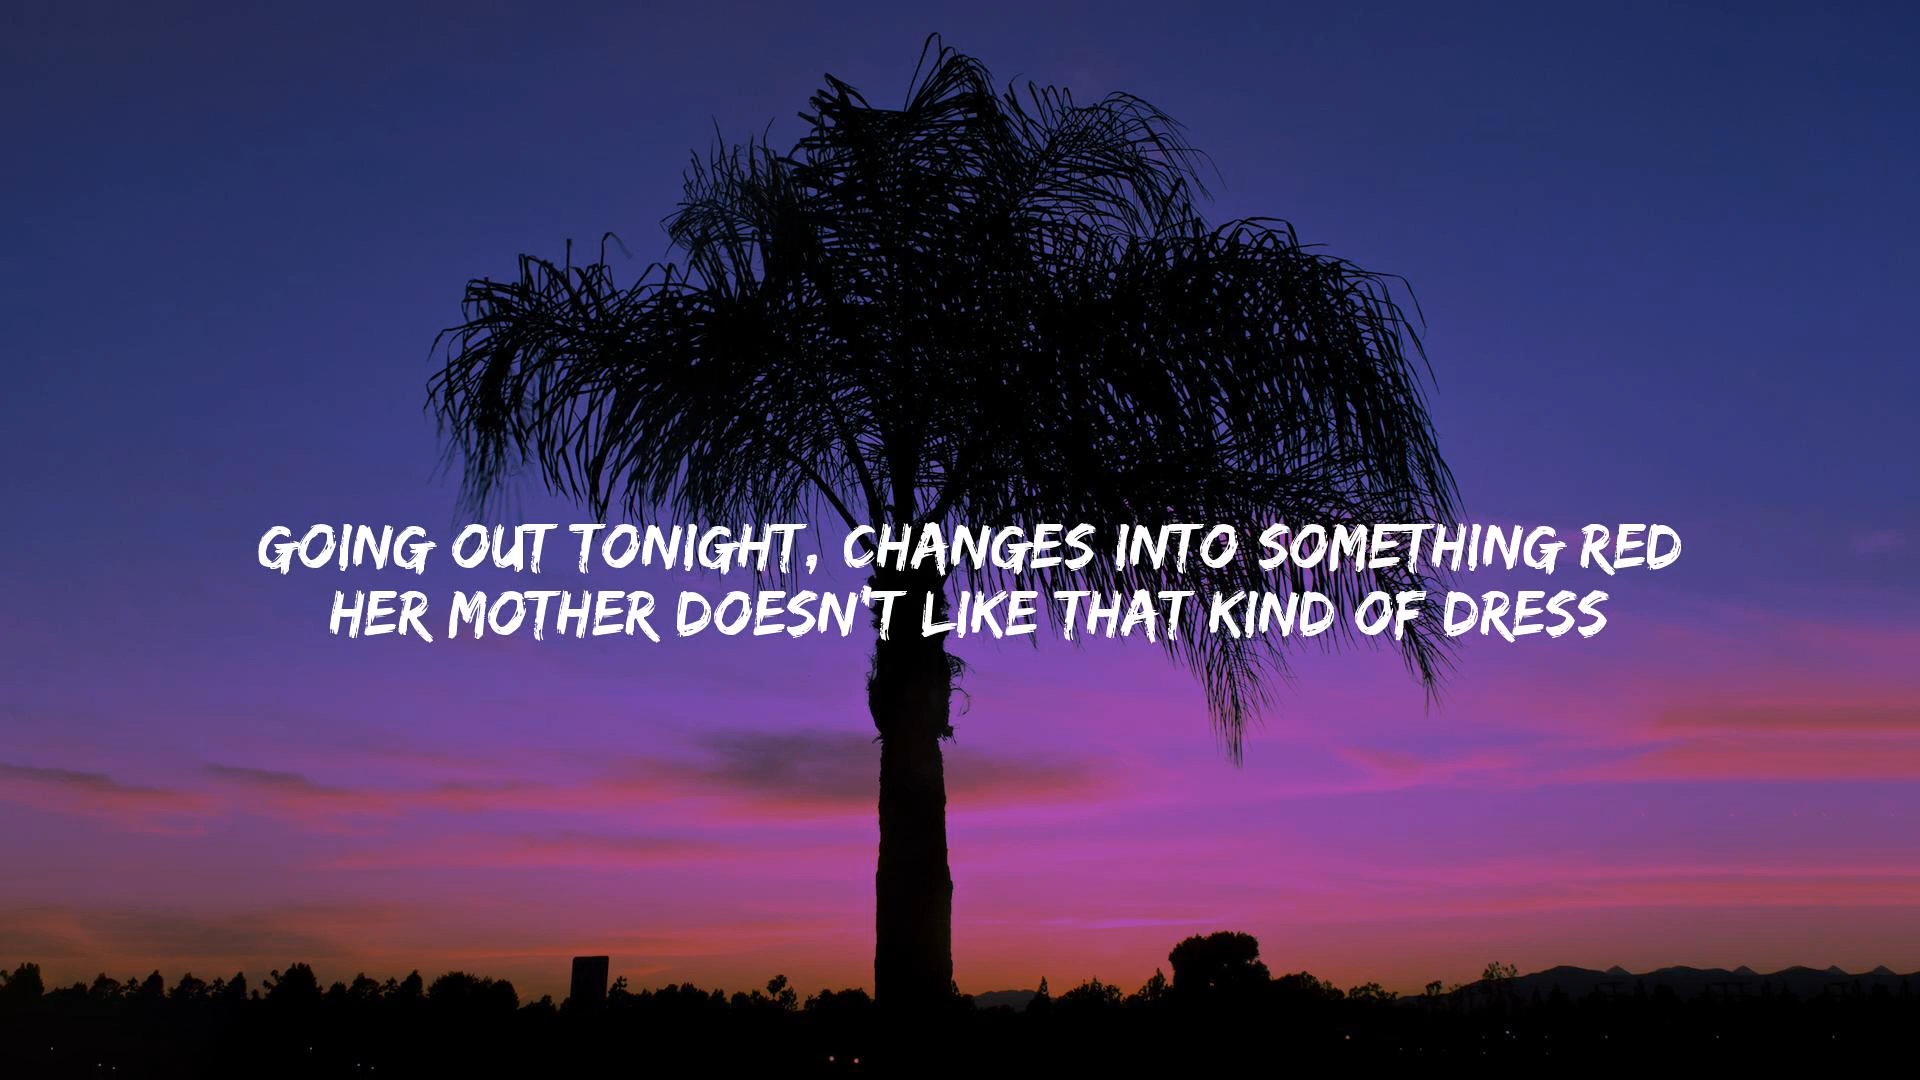 GOING OUT TONIGHT, CHANGES INTO SOMETHING RED
HER MOTHER DOESN'T LIKE THAT KIND OF DRESS